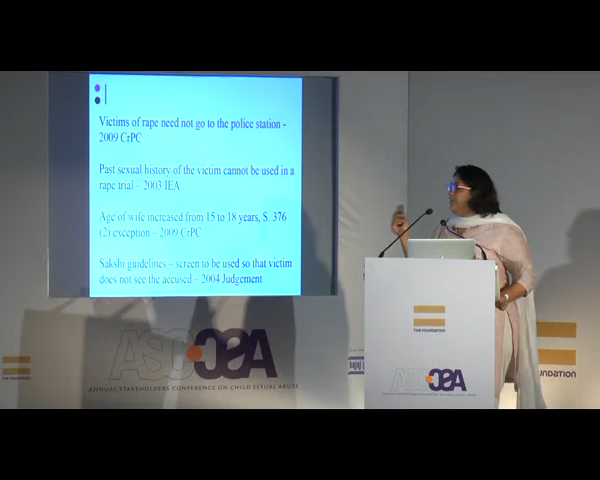 Victims of rape need not go to the police station -
2009 CrPC
Past sexual history of the victim cannot be used in a
rape trial – 2003 IEA
Age of wife increased from 15 to 18 years, S. 376
(2) exception – 2009 CrPC
Sakshi guidelines – screen to be used so that victim
does not see the accused – 2004 Judgement
ASCCSA
ANNUAL STAKEHOLDERS CONFERENCE ON CHILD SEXUAL ABUSE
THE FOUNDATION
CSA
UNDATION